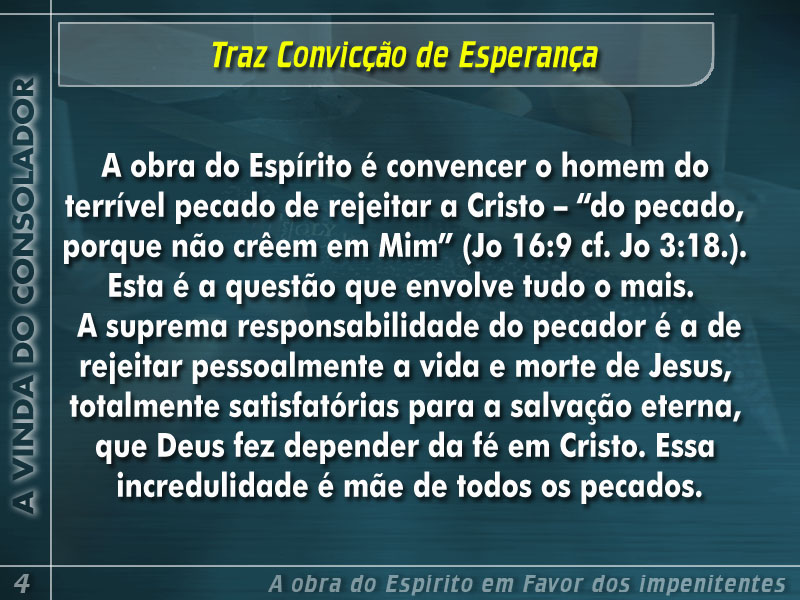 Traz Convicção de Esperança
A VINDA DO CONSOLADOR
A obra do Espírito é convencer o homem do
terrível pecado de rejeitar a Cristo – “do pecado,
porque não crêem em Mim” (Jo 16:9 cf. Jo 3:18.).
Esta é a questão que envolve tudo o mais.
A suprema responsabilidade do pecador é a de
rejeitar pessoalmente a vida e morte de Jesus,
totalmente satisfatórias para a salvação eterna,
que Deus fez depender da fé em Cristo. Essa
incredulidade é mãe de todos os pecados.
4
A obra do Espírito em Favor dos impenitentes